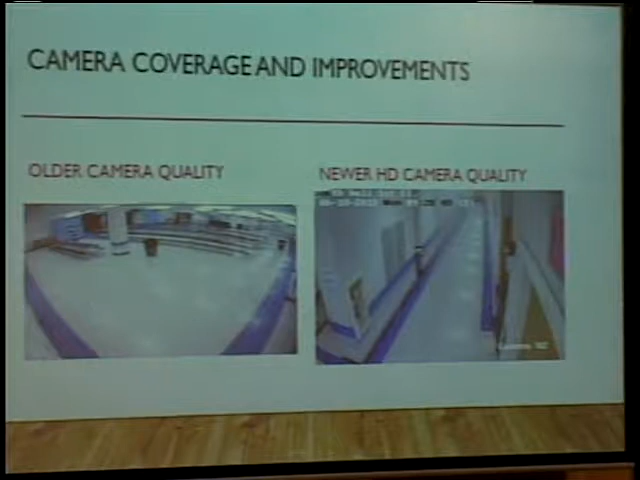 CAMERA COVERAGE AND IMPROVEMENTS
OLDER CAMERA QUALITY
NEWER HD CAMERA QUALITY